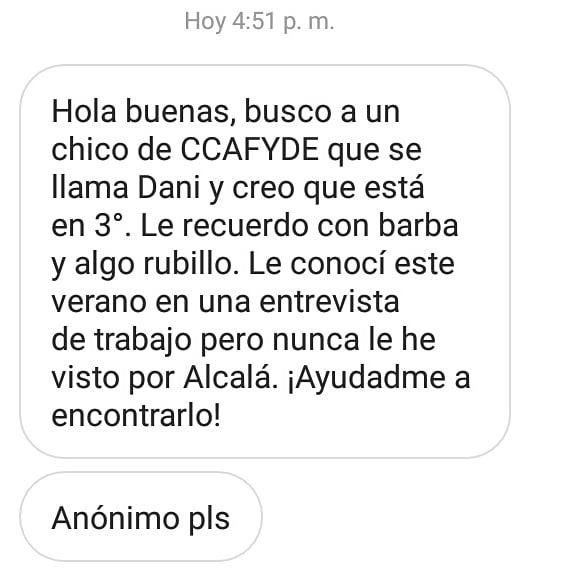 Hoy 4:51 p. m.
Hola buenas, busco a un
chico de CCAFYDE que se
llama Dani y creo que está
en 3°. Le recuerdo con barba
y algo rubillo. Le conocí este
verano en una entrevista
de trabajo pero nunca le he
visto por Alcalá. ¡Ayudadme a
encontrarlo!
Anónimo pls